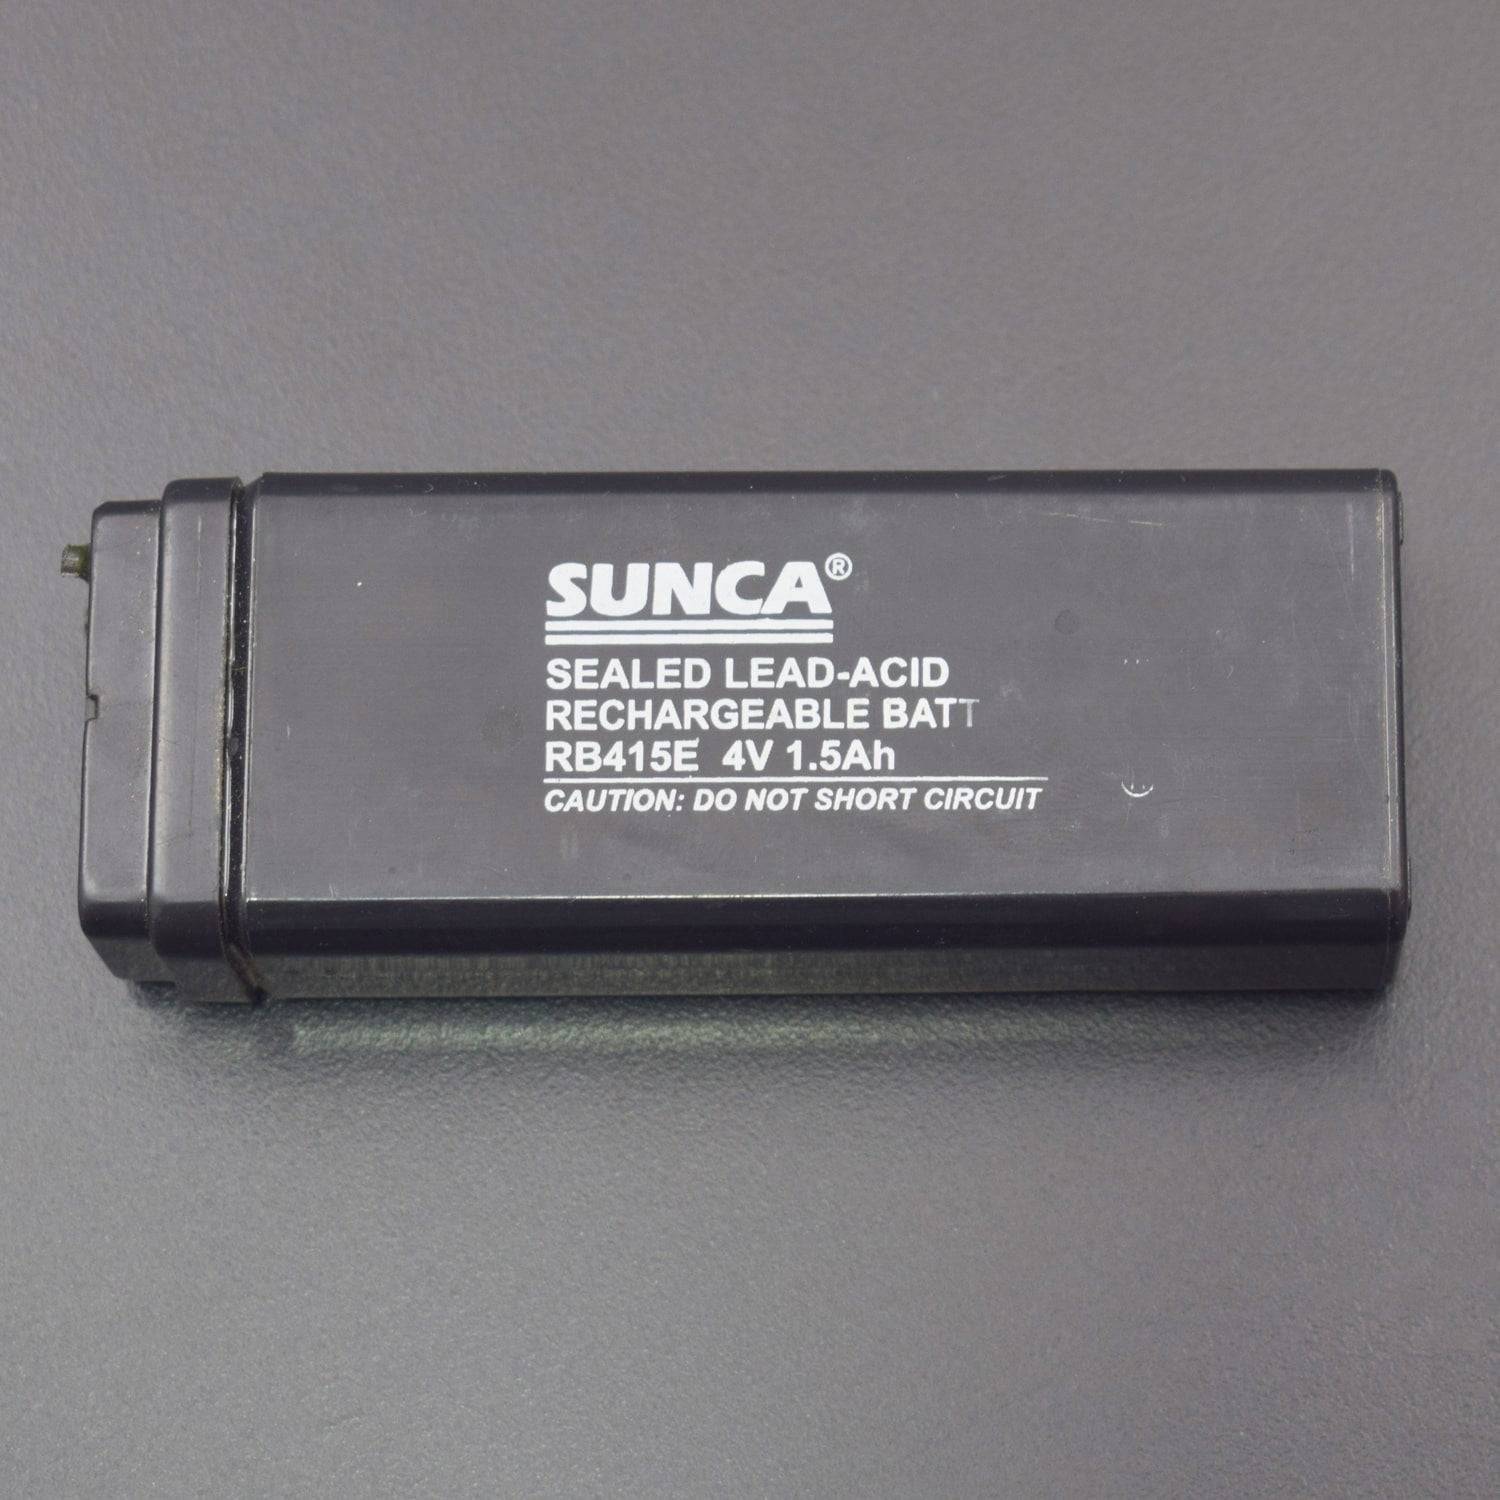 SUNCA®
SEALED LEAD-ACID
RECHARGEABLE BATT
RB415E 4V 1.5Ah
CAUTION: DO NOT SHORT CIRCUIT